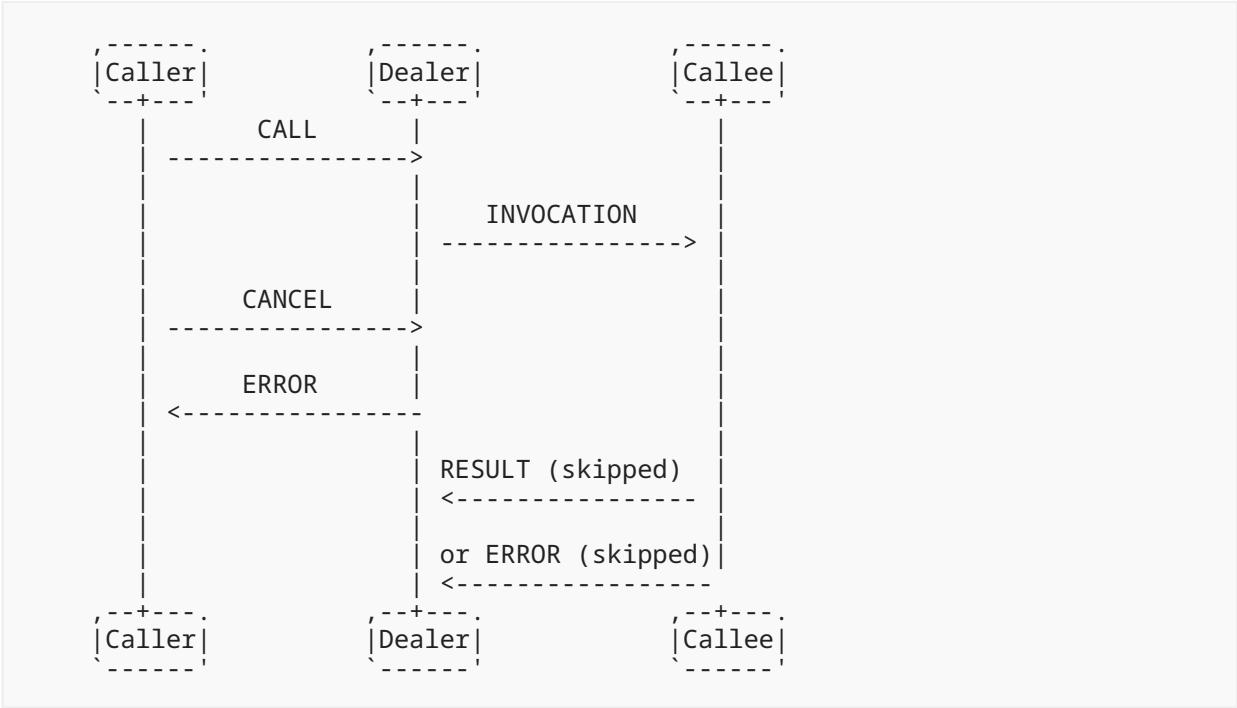 ,------.          ,------.            ,------.
|Caller|          |Dealer|            |Callee|
`--+---'          `--+---'            `--+---'
   |       CALL      |                   |
   | ---------------->                   |
   |                 |                   |
   |                 |    INVOCATION     |
   |                 | ----------------> |
   |                 |                   |
   |      CANCEL     |                   |
   | ---------------->                   |
   |                 |                   |
   |      ERROR      |                   |
   | <----------------                   |
   |                 |                   |
   |                 | RESULT (skipped)  |
   |                 | <---------------- |
   |                 |                   |
   |                 | or ERROR (skipped)|
   |                 | <-----------------
,--+---.          ,--+---.            ,--+---.
|Caller|          |Dealer|            |Callee|
`------'          `------'            `------'